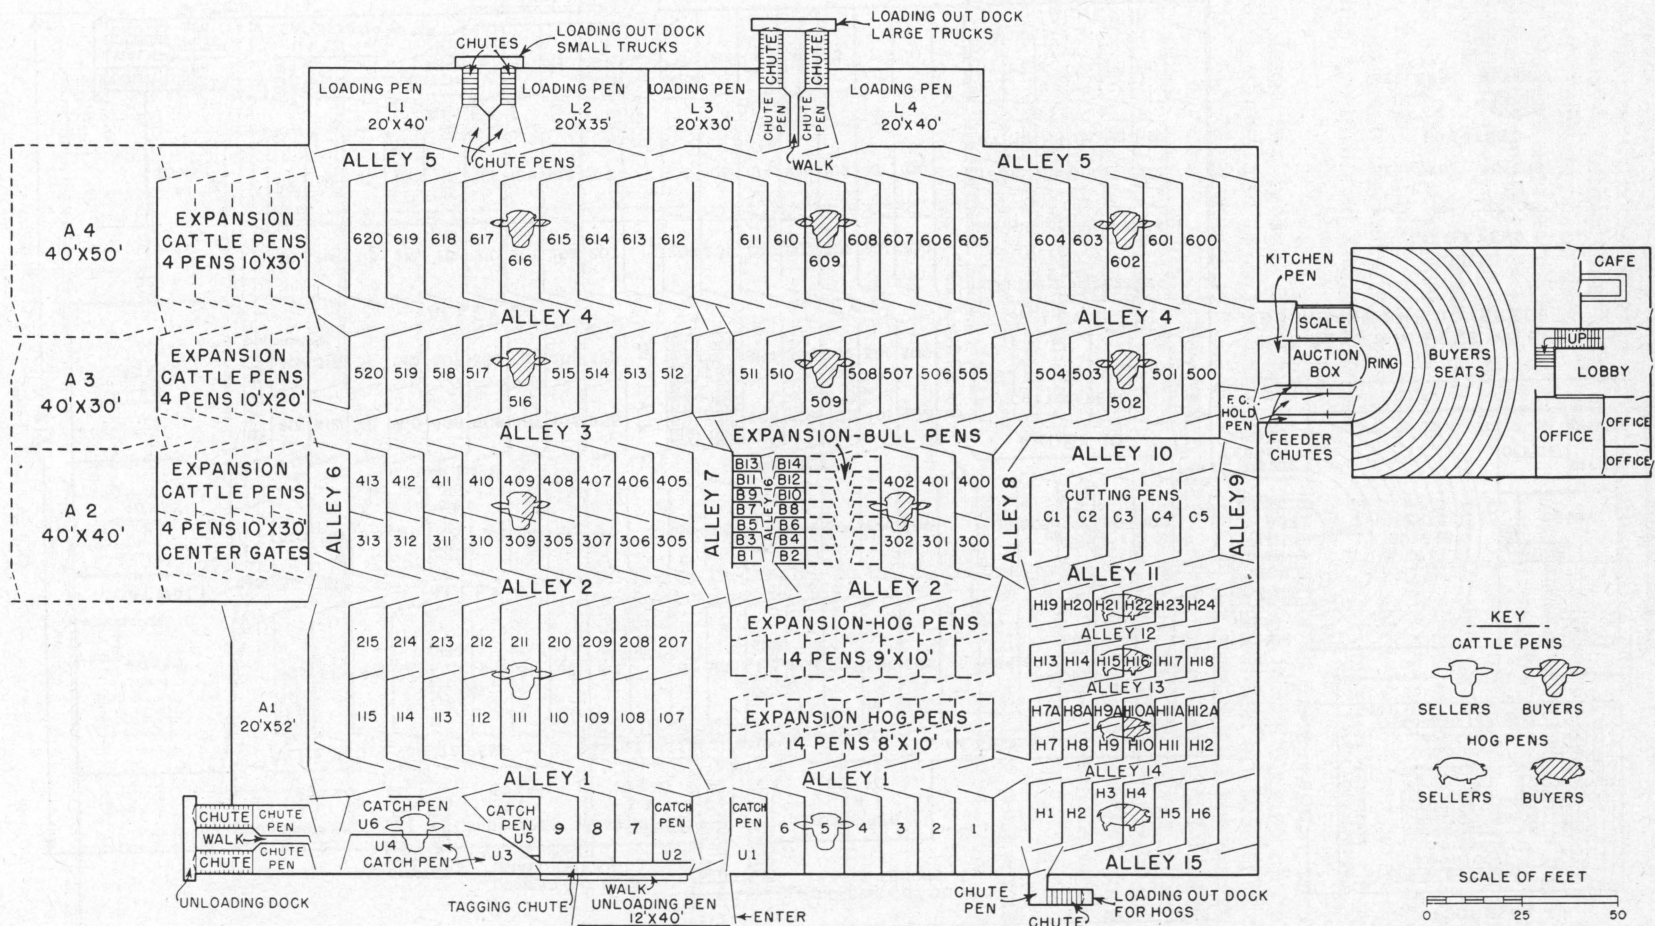 LOADING OUT DOCK
LARGE TRUCKS
LOADING OUT DOCK
SMALL TRUCKS
CHUTES
CHUTE
CHUTE
LOADING PEN
L1
20'X40'
LOADING PEN
L2
20'X35'
LOADING PEN
L3
20'X30'
CHUTE PEN
CHUTE PEN
LOADING PEN
L4
20'X40'
ALLEY 5
CHUTE PENS
WALK
ALLEY 5
A 4
40'X50'
EXPANSION
CATTLE PENS
4 PENS 10'X30'
620 619 618 617 616 615 614 613 612 611 610 609 608 607 606 605 604 603 602 601 600
ALLEY 4
ALLEY 4
KITCHEN
PEN
SCALE
AUCTION
BOX
RING
BUYERS
SEATS
CAFE
UP
LOBBY
OFFICE
OFFICE
OFFICE
F.C.
HOLD
PEN
FEEDER
CHUTES
A 3
40'X30'
EXPANSION
CATTLE PENS
4 PENS 10'X20'
520 519 518 517 516 515 514 513 512 511 510 509 508 507 506 505 504 503 502 501 500
ALLEY 3
EXPANSION-BULL PENS
ALLEY 10
A 2
40'X40'
EXPANSION
CATTLE PENS
4 PENS 10'X30'
CENTER GATES
ALLEY 6
413 412 411 410 409 408 407 406 405
313 312 311 310 309 305 307 306 305
ALLEY 7
B13 B14
B11 B12
B9 B10
B7 B8
B5 B6
B3 B4
B1 B2
ALLEY 16
402 401 400
302 301 300
ALLEY 8
CUTTING PENS
C1 C2 C3 C4 C5
ALLEY 9
ALLEY 2
ALLEY 2
ALLEY 11
H19 H20 H21 H22 H23 H24
ALLEY 12
H13 H14 H15 H16 H17 H18
ALLEY 13
H7A H8A H9A H10A H11A H12A
H7 H8 H9 H10 H11 H12
ALLEY 14
H1 H2 H3 H4 H5 H6
ALLEY 15
215 214 213 212 211 210 209 208 207
115 114 113 112 111 110 109 108 107
EXPANSION-HOG PENS
14 PENS 9'X10'
EXPANSION HOG PENS
14 PENS 8'X10'
A1
20'X52'
ALLEY 1
ALLEY 1
CHUTE
CHUTE
PEN
WALK
CHUTE
CHUTE
PEN
UNLOADING DOCK
CATCH PEN
U6
U4
CATCH PEN
U3
CATCH
PEN
U5
9 8 7
CATCH
PEN
U2
CATCH
PEN
U1
6 5 4 3 2 1
TAGGING CHUTE
WALK
UNLOADING PEN
12'X40'
ENTER
CHUTE
PEN
CHUTE
LOADING OUT DOCK
FOR HOGS
KEY
CATTLE PENS
SELLERS BUYERS
HOG PENS
SELLERS BUYERS
SCALE OF FEET
0 25 50